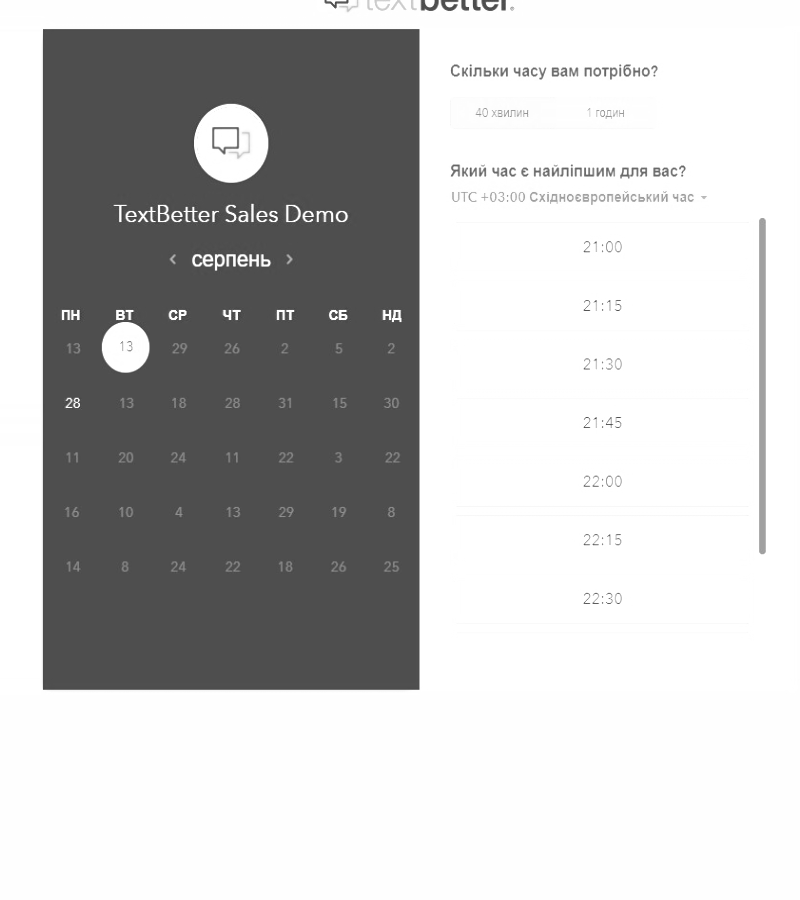 textbetter.
TextBetter Sales Demo
‹ серпень ›
ПН ВТ СР ЧТ ПТ СБ НД
13 13 29 26 2 5 2
28 13 18 28 31 15 30
11 20 24 11 22 3 22
16 10 4 13 29 19 8
14 8 24 22 18 26 25
Скільки часу вам потрібно?
40 хвилин 1 годин
Який час є найліпшим для вас?
UTC +03:00 Східноєвропейський час
21:00
21:15
21:30
21:45
22:00
22:15
22:30